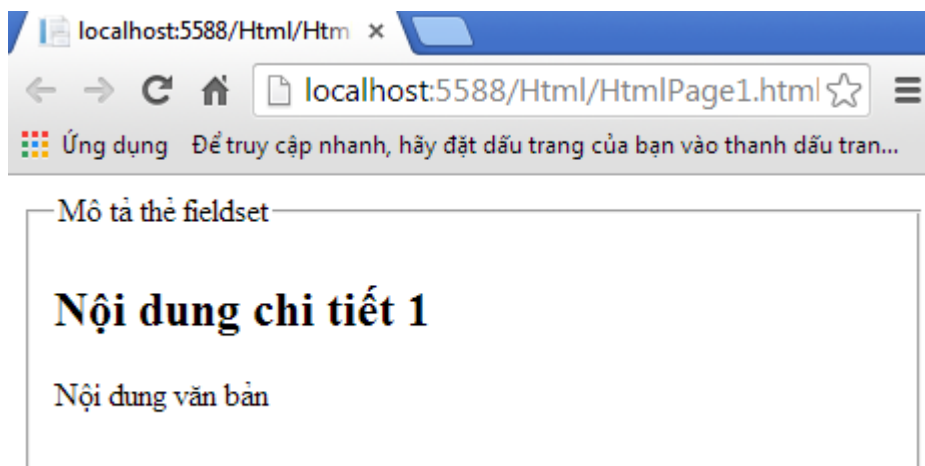 localhost:5588/Html/Htm
localhost:5588/Html/HtmlPage1.html
Ứng dụng Để truy cập nhanh, hãy đặt dấu trang của bạn vào thanh dấu tran...
Mô tả thẻ fieldset
Nội dung chi tiết 1
Nội dung văn bản